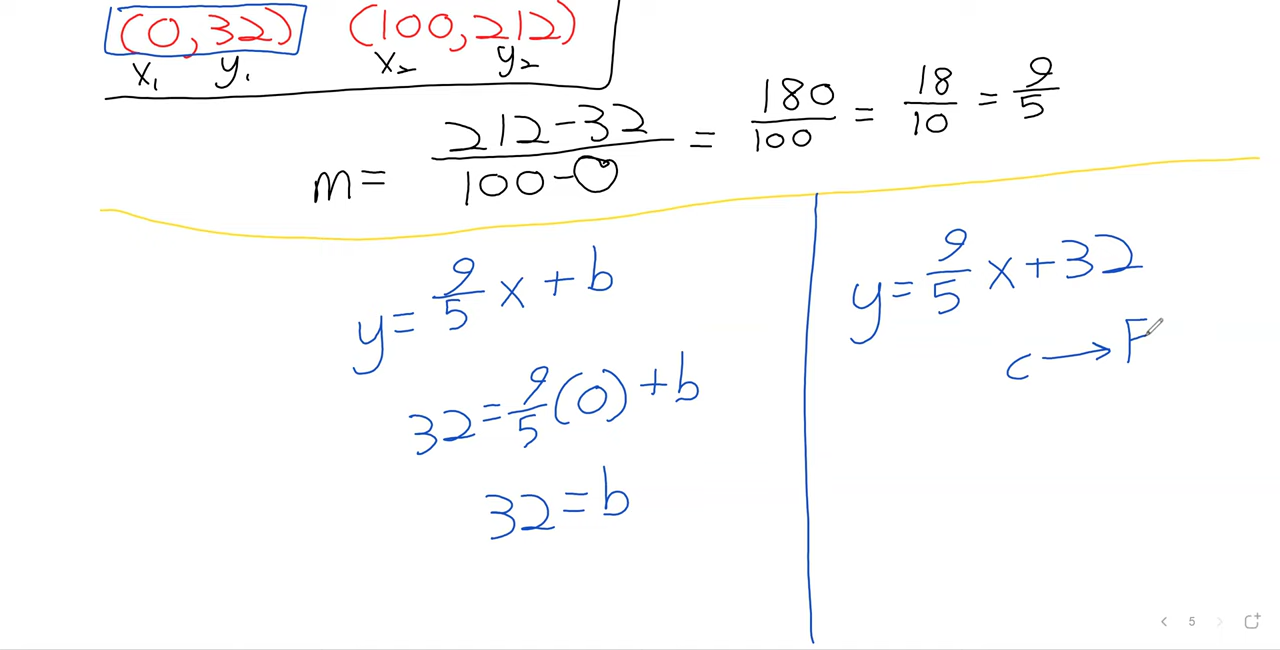 (0,32) (100,212)
x₁ y₁ x₂ y₂
m = (212-32)/(100-0) = 180/100 = 18/10 = 9/5
y = 9/5 x + b
32 = 9/5 (0) + b
32 = b
y = 9/5 x + 32
C → F
5